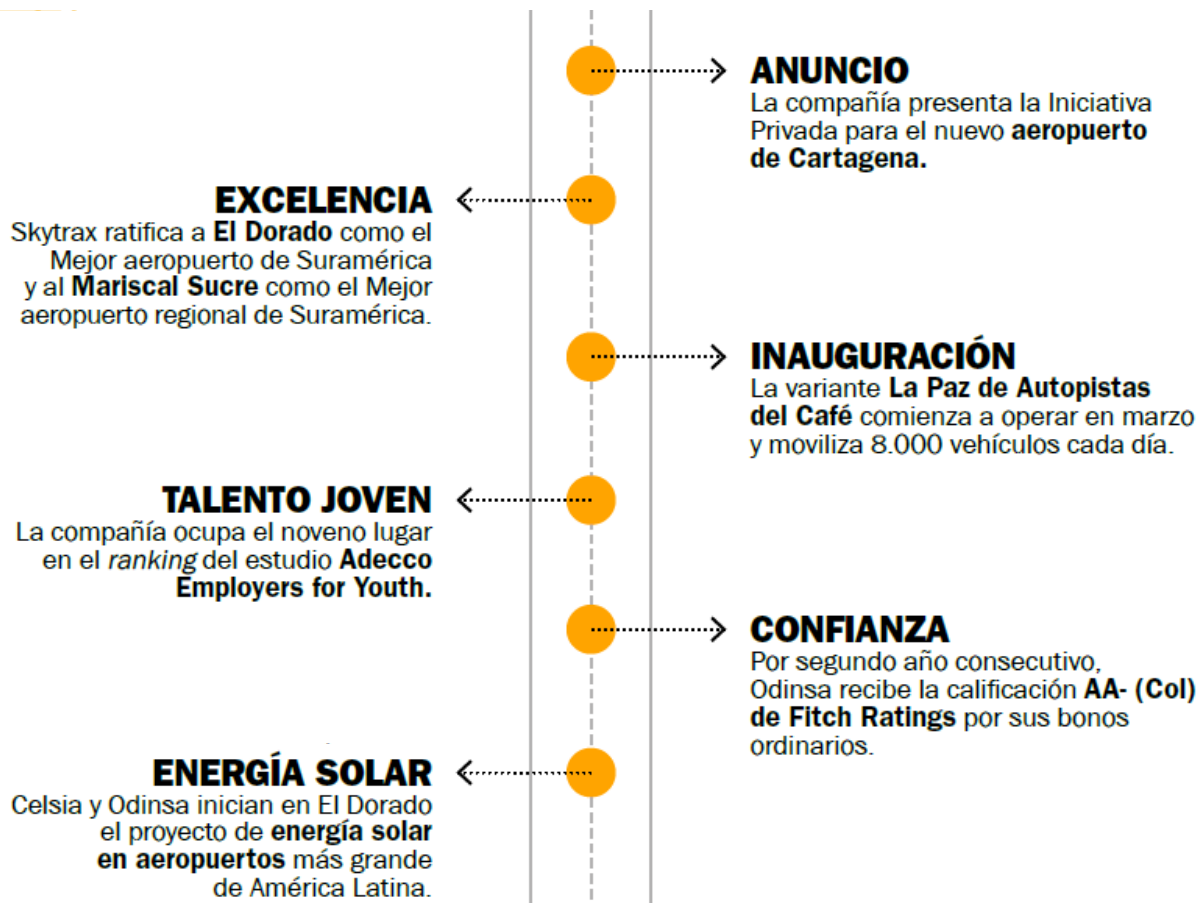 ANUNCIO
La compañía presenta la Iniciativa
Privada para el nuevo aeropuerto
de Cartagena.
EXCELENCIA
Skytrax ratifica a El Dorado como el
Mejor aeropuerto de Suramérica
y al Mariscal Sucre como el Mejor
aeropuerto regional de Suramérica.
INAUGURACIÓN
La variante La Paz de Autopistas
del Café comienza a operar en marzo
y moviliza 8.000 vehículos cada día.
TALENTO JOVEN
La compañía ocupa el noveno lugar
en el ranking del estudio Adecco
Employers for Youth.
CONFIANZA
Por segundo año consecutivo,
Odinsa recibe la calificación AA- (Col)
de Fitch Ratings por sus bonos
ordinarios.
ENERGÍA SOLAR
Celsia y Odinsa inician en El Dorado
el proyecto de energía solar
en aeropuertos más grande
de América Latina.